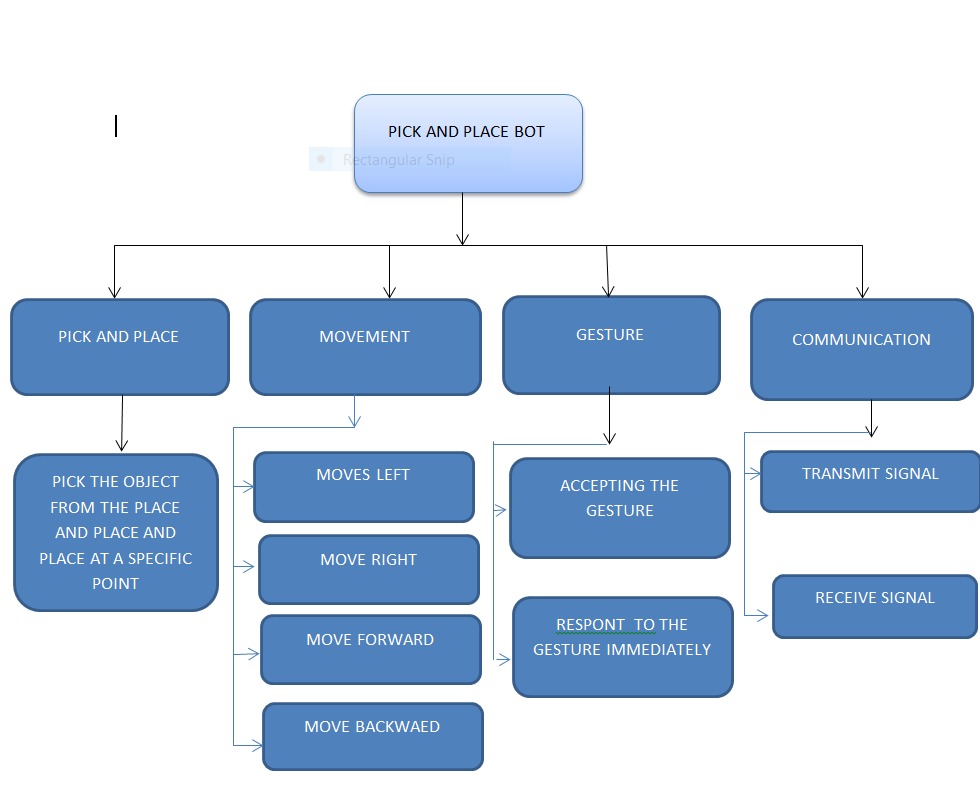 PICK AND PLACE BOT
Rectangular Snip
PICK AND PLACE
MOVEMENT
GESTURE
COMMUNICATION
PICK THE OBJECT
FROM THE PLACE
AND PLACE AND
PLACE AT A SPECIFIC
POINT
MOVES LEFT
MOVE RIGHT
MOVE FORWARD
MOVE BACKWAED
ACCEPTING THE
GESTURE
RESPONT TO THE
GESTURE IMMEDIATELY
TRANSMIT SIGNAL
RECEIVE SIGNAL